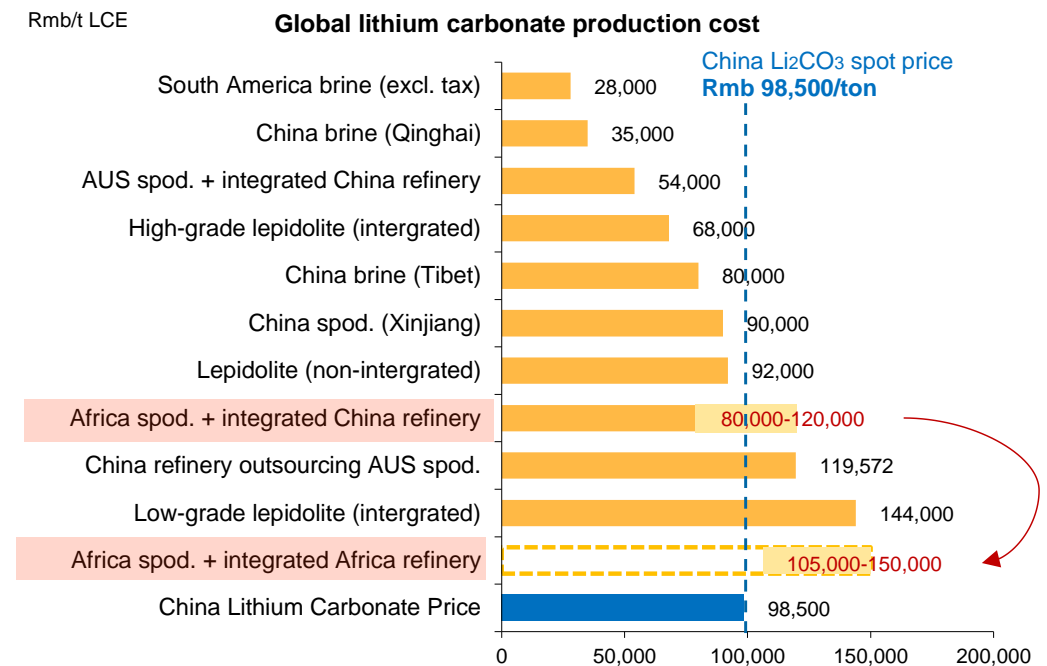 Rmb/t LCE
Global lithium carbonate production cost
China Li2CO3 spot price
Rmb 98,500/ton
South America brine (excl. tax) 28,000
China brine (Qinghai) 35,000
AUS spod. + integrated China refinery 54,000
High-grade lepidolite (intergrated) 68,000
China brine (Tibet) 80,000
China spod. (Xinjiang) 90,000
Lepidolite (non-intergrated) 92,000
Africa spod. + integrated China refinery 80,000-120,000
China refinery outsourcing AUS spod. 119,572
Low-grade lepidolite (intergrated) 144,000
Africa spod. + integrated Africa refinery 105,000-150,000
China Lithium Carbonate Price 98,500
0 50,000 100,000 150,000 200,000